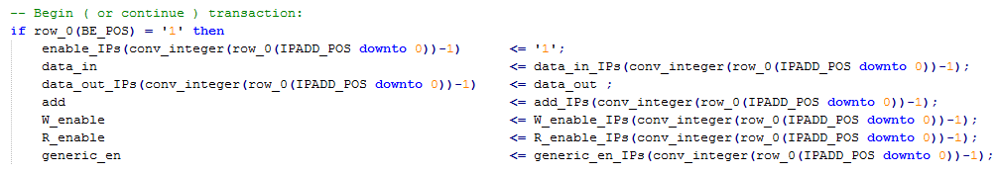 -- Begin ( or continue ) transaction:
if row_0(BE_POS) = '1' then
enable_IPs(conv_integer(row_0(IPADD_POS downto 0))-1) <= '1';
data_in <= data_in_IPs(conv_integer(row_0(IPADD_POS downto 0))-1);
data_out_IPs(conv_integer(row_0(IPADD_POS downto 0))-1) <= data_out ;
add <= add_IPs(conv_integer(row_0(IPADD_POS downto 0))-1);
W_enable <= W_enable_IPs(conv_integer(row_0(IPADD_POS downto 0))-1);
R_enable <= R_enable_IPs(conv_integer(row_0(IPADD_POS downto 0))-1);
generic_en <= generic_en_IPs(conv_integer(row_0(IPADD_POS downto 0))-1);